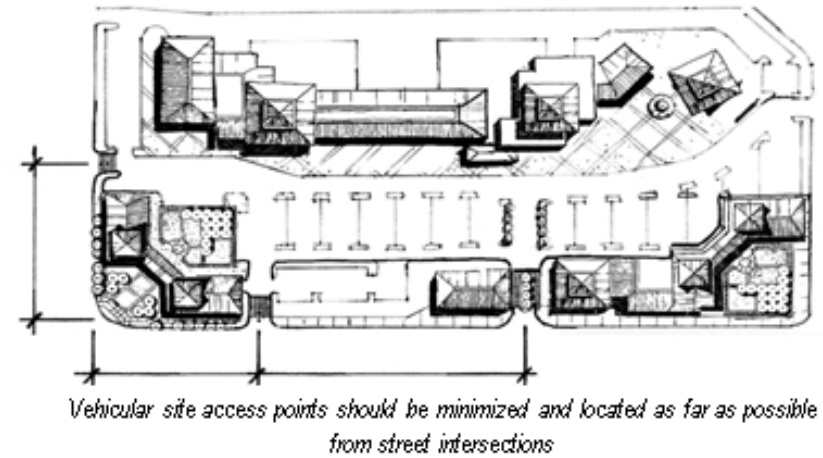 Vehicular site access points should be minimized and located as far as possible
from street intersections